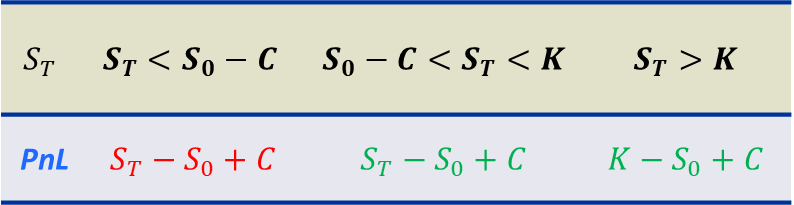 S_T S_T < S_0 − C S_0 − C < S_T < K S_T > K
PnL S_T − S_0 + C S_T − S_0 + C K − S_0 + C